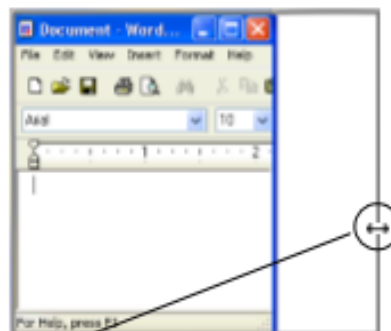 Document - Word...
File Edit View Insert Format Help
Arial 10
1 2
For Help, press F1